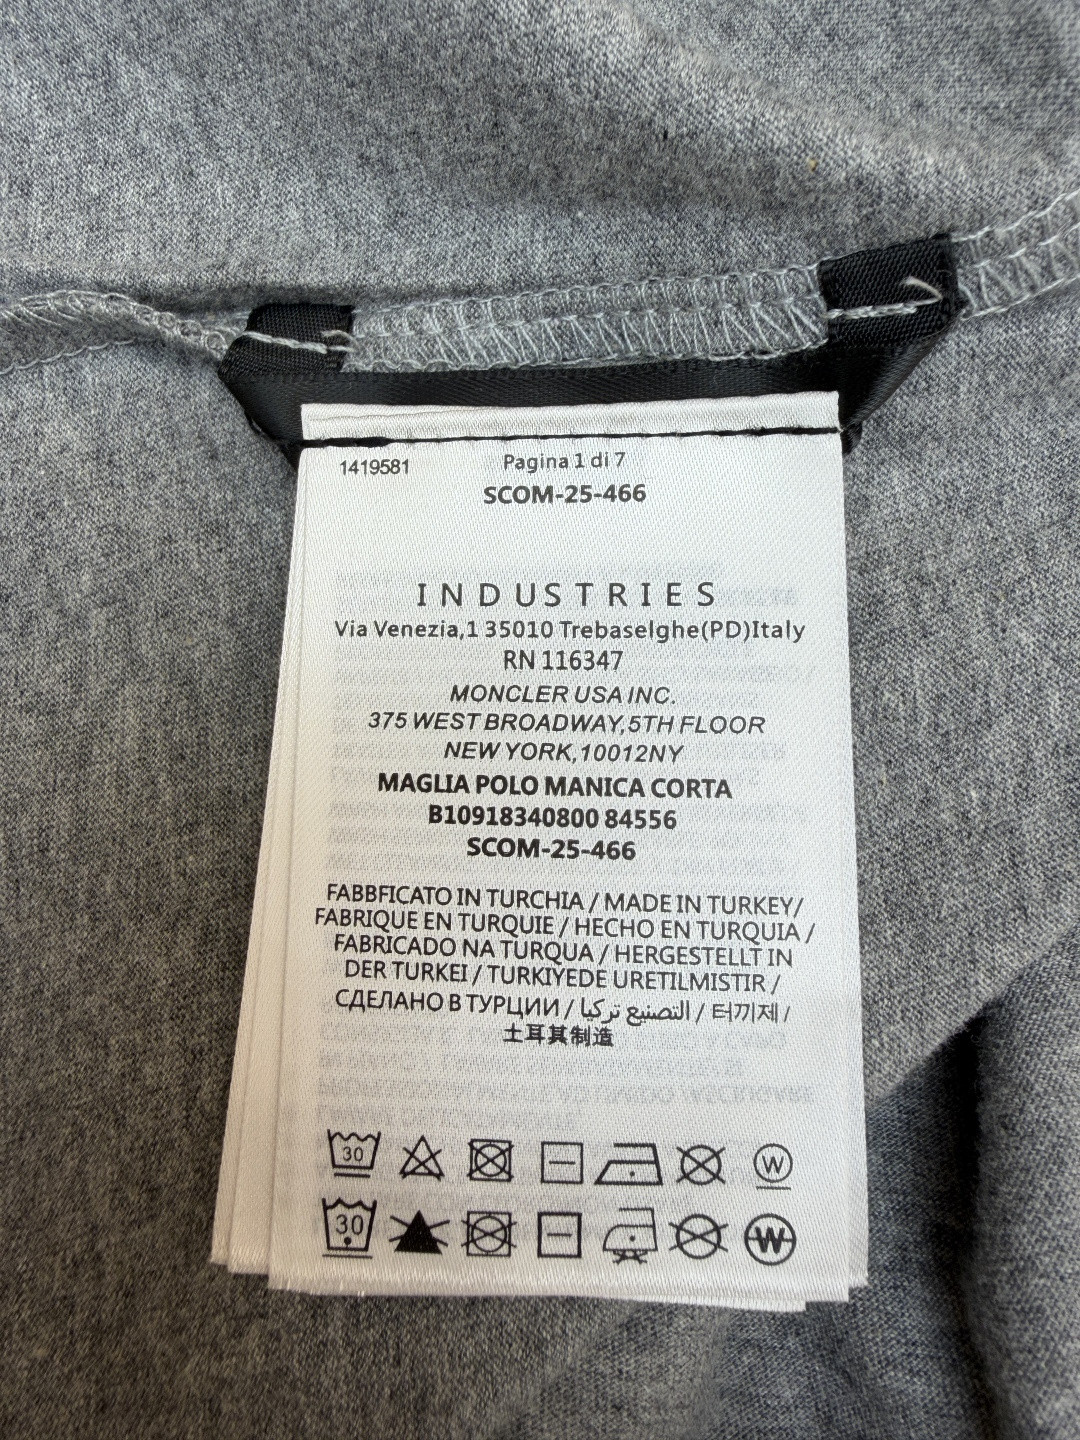 1419581
Pagina 1 di 7
SCOM-25-466
INDUSTRIES
Via Venezia,1 35010 Trebaselghe(PD)Italy
RN 116347
MONCLER USA INC.
375 WEST BROADWAY,5TH FLOOR
NEW YORK,10012NY
MAGLIA POLO MANICA CORTA
B10918340800 84556
SCOM-25-466
FABBFICATO IN TURCHIA / MADE IN TURKEY/
FABRIQUE EN TURQUIE / HECHO EN TURQUIA /
FABRICADO NA TURQUA / HERGESTELLT IN
DER TURKEI / TURKIYEDE URETILMISTIR /
СДЕЛАНО В ТУРЦИИ / التصنيع تركيا / 터끼제 /
土耳其制造
30 W
30 W